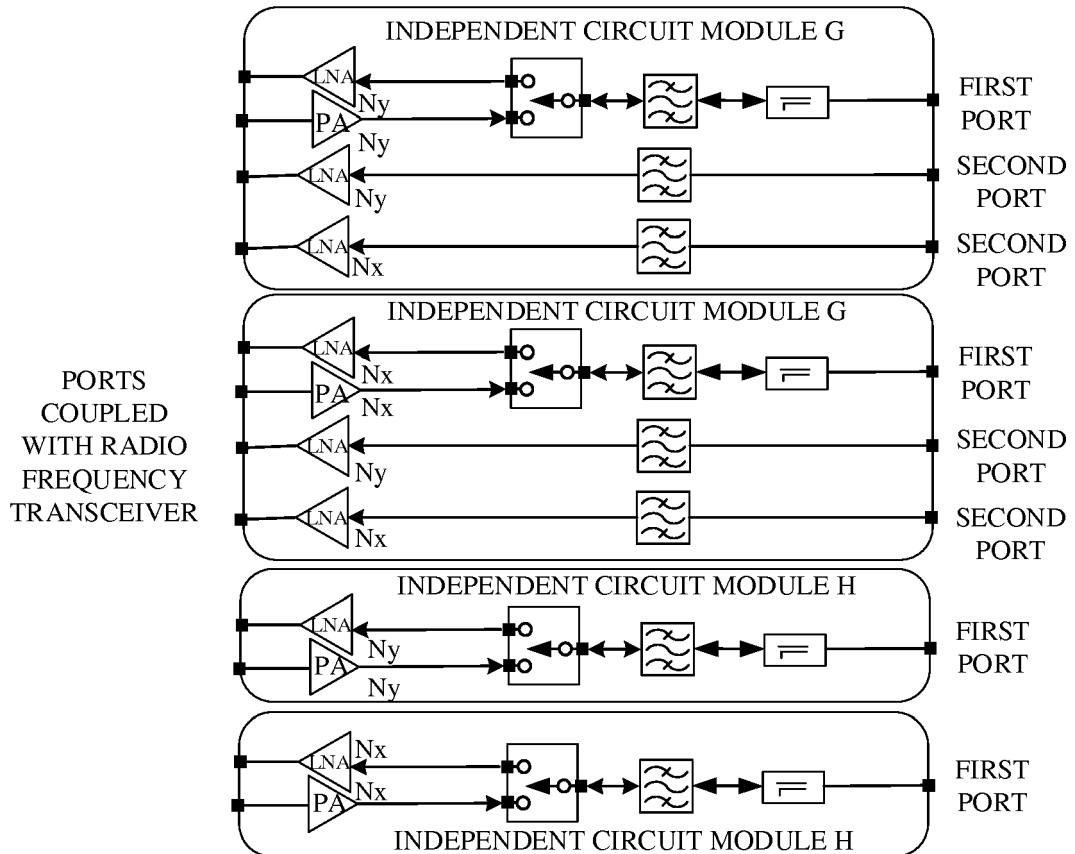 INDEPENDENT CIRCUIT MODULE G
LNA
Ny
PA
Ny
LNA
Ny
LNA
Nx
FIRST
PORT
SECOND
PORT
SECOND
PORT
INDEPENDENT CIRCUIT MODULE G
LNA
Nx
PA
Nx
LNA
Ny
LNA
Nx
FIRST
PORT
SECOND
PORT
SECOND
PORT
PORTS
COUPLED
WITH RADIO
FREQUENCY
TRANSCEIVER
INDEPENDENT CIRCUIT MODULE H
LNA
Ny
PA
Ny
FIRST
PORT
LNA
Nx
PA
Nx
FIRST
PORT
INDEPENDENT CIRCUIT MODULE H